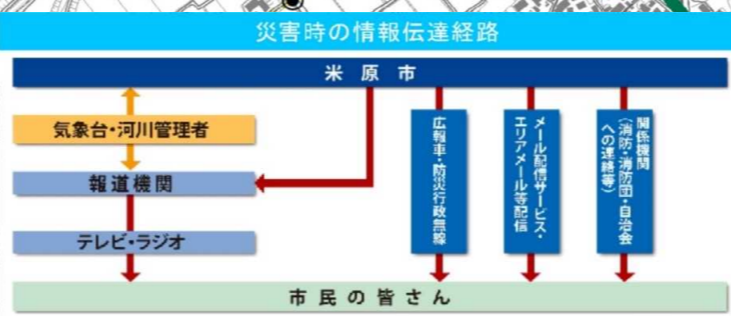 災害時の情報伝達経路
米原市
気象台・河川管理者
報道機関
テレビ・ラジオ
広報車・防災行政無線
メール配信サービス・
エリアメール等配信
関係機関
（消防・消防団・自治会
への連絡等）
市民の皆さん